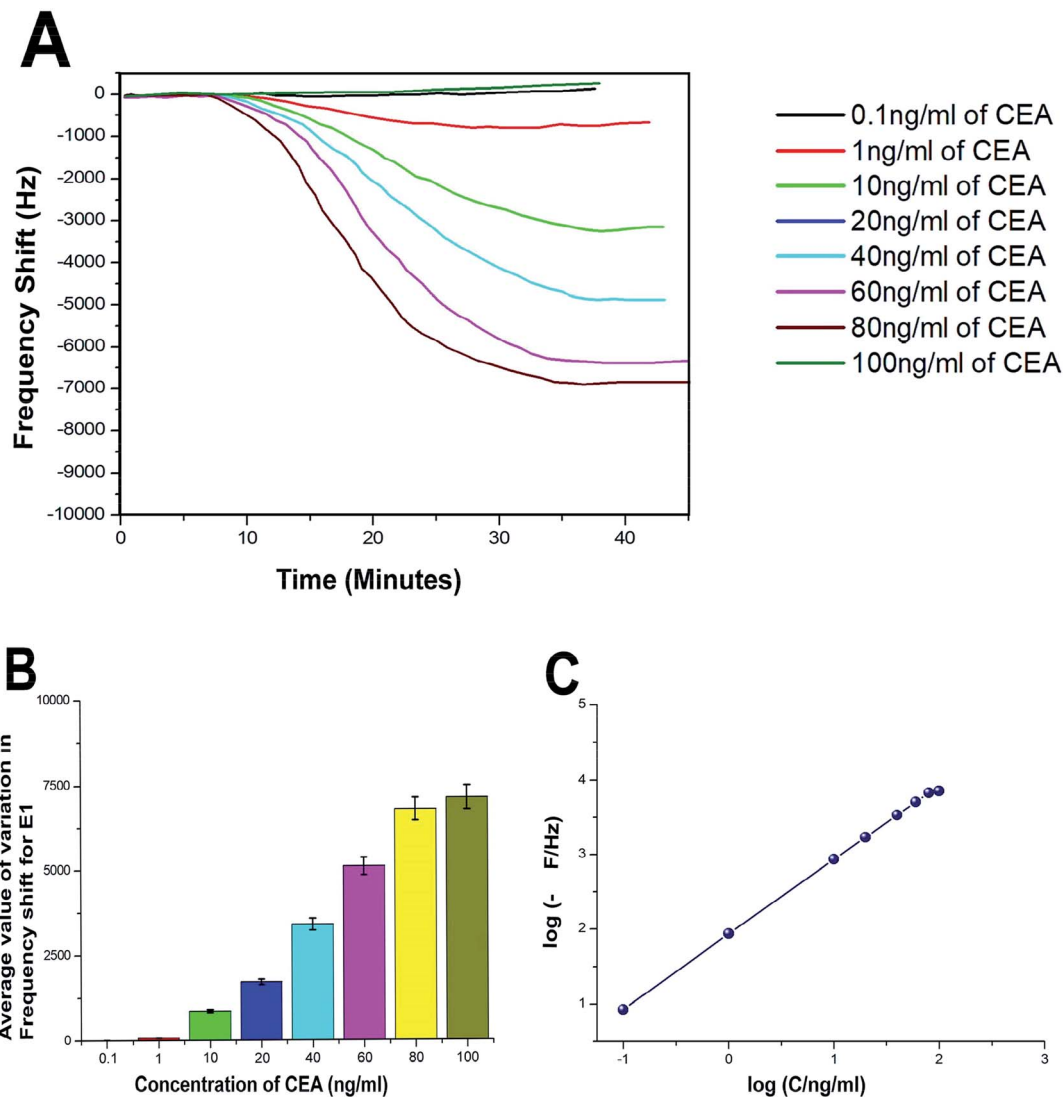 A
0
-1000
-2000
-3000
-4000
-5000
-6000
-7000
-8000
-9000
-10000
Frequency Shift (Hz)
0 10 20 30 40
Time (Minutes)
0.1ng/ml of CEA
1ng/ml of CEA
10ng/ml of CEA
20ng/ml of CEA
40ng/ml of CEA
60ng/ml of CEA
80ng/ml of CEA
100ng/ml of CEA
B
Average value of variation in
Frequency shift for E1
10000
7500
5000
2500
0
0.1 1 10 20 40 60 80 100
Concentration of CEA (ng/ml)
C
log (- F/Hz)
5
4
3
2
1
-1 0 1 2 3
log (C/ng/ml)